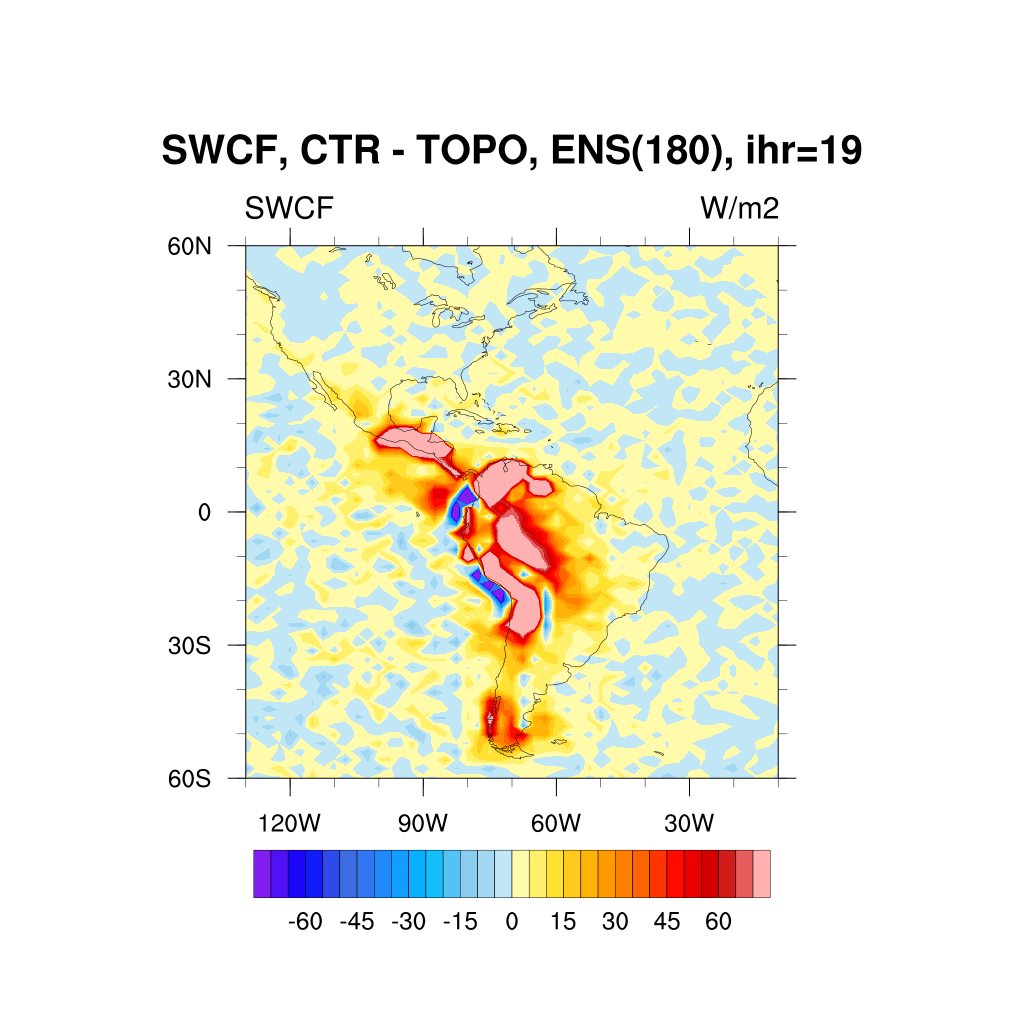 SWCF, CTR - TOPO, ENS(180), ihr=19
SWCF W/m2
60N
30N
0
30S
60S
120W 90W 60W 30W
-60 -45 -30 -15 0 15 30 45 60